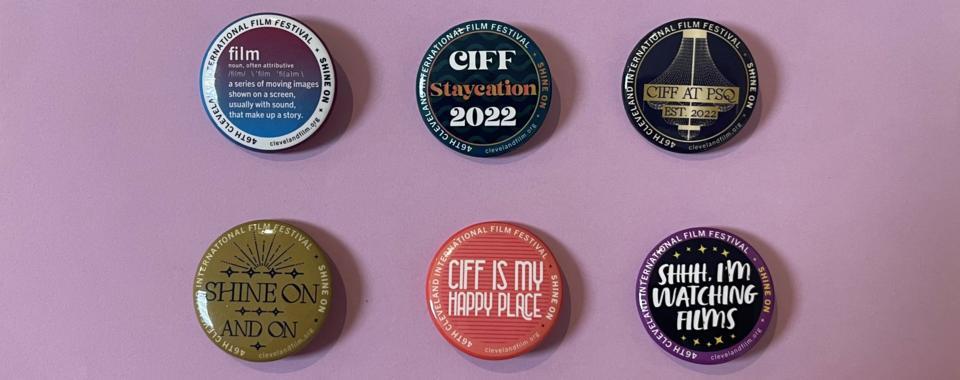 46TH CLEVELAND INTERNATIONAL FILM FESTIVAL • SHINE ON •
film
noun, often attributive
a series of moving images
shown on a screen,
usually with sound,
that make up a story.
clevelandfilm.org
46TH CLEVELAND INTERNATIONAL FILM FESTIVAL • SHINE ON •
CIFF
Staycation
2022
clevelandfilm.org
46TH CLEVELAND INTERNATIONAL FILM FESTIVAL • SHINE ON •
CIFF AT PSQ
EST. 2022
clevelandfilm.org
46TH CLEVELAND INTERNATIONAL FILM FESTIVAL • SHINE ON •
SHINE ON
AND ON
clevelandfilm.org
46TH CLEVELAND INTERNATIONAL FILM FESTIVAL • SHINE ON •
CIFF IS MY
HAPPY PLACE
clevelandfilm.org
46TH CLEVELAND INTERNATIONAL FILM FESTIVAL • SHINE ON •
SHHH. I'M
WATCHING
FILMS
clevelandfilm.org